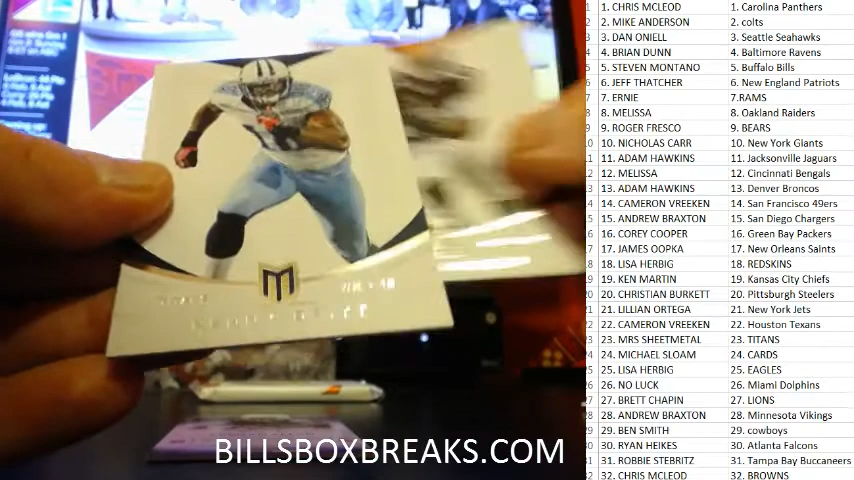 1. CHRIS MCLEOD 1. Carolina Panthers
2. MIKE ANDERSON 2. colts
3. DAN ONIELL 3. Seattle Seahawks
4. BRIAN DUNN 4. Baltimore Ravens
5. STEVEN MONTANO 5. Buffalo Bills
6. JEFF THATCHER 6. New England Patriots
7. ERNIE 7.RAMS
8. MELISSA 8. Oakland Raiders
9. ROGER FRESCO 9. BEARS
10. NICHOLAS CARR 10. New York Giants
11. ADAM HAWKINS 11. Jacksonville Jaguars
12. MELISSA 12. Cincinnati Bengals
13. ADAM HAWKINS 13. Denver Broncos
14. CAMERON VREEKEN 14. San Francisco 49ers
15. ANDREW BRAXTON 15. San Diego Chargers
16. COREY COOPER 16. Green Bay Packers
17. JAMES OOPKA 17. New Orleans Saints
18. LISA HERBIG 18. REDSKINS
19. KEN MARTIN 19. Kansas City Chiefs
20. CHRISTIAN BURKETT 20. Pittsburgh Steelers
21. LILLIAN ORTEGA 21. New York Jets
22. CAMERON VREEKEN 22. Houston Texans
23. MRS SHEETMETAL 23. TITANS
24. MICHAEL SLOAM 24. CARDS
25. LISA HERBIG 25. EAGLES
26. NO LUCK 26. Miami Dolphins
27. BRETT CHAPIN 27. LIONS
28. ANDREW BRAXTON 28. Minnesota Vikings
29. BEN SMITH 29. cowboys
30. RYAN HEIKES 30. Atlanta Falcons
31. ROBBIE STEBRITZ 31. Tampa Bay Buccaneers
32. CHRIS MCLEOD 32. BROWNS
M
BILLSBOXBREAKS.COM